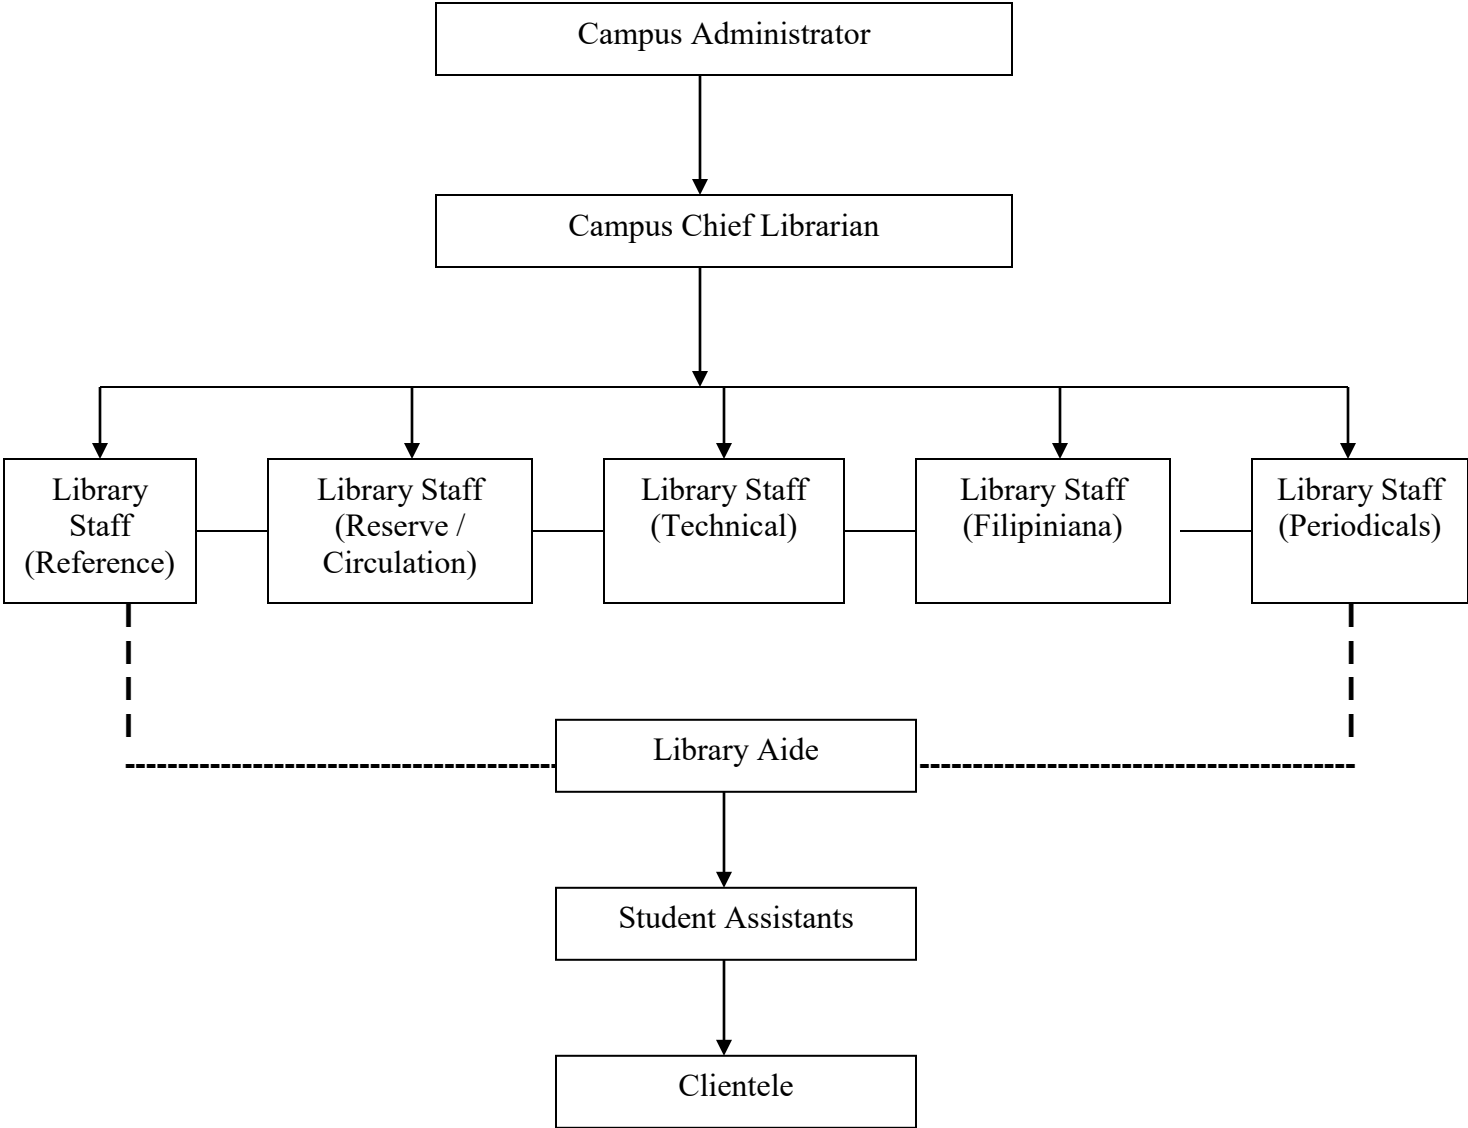 Campus Administrator
Campus Chief Librarian
Library
Staff
(Reference)
Library Staff
(Reserve /
Circulation)
Library Staff
(Technical)
Library Staff
(Filipiniana)
Library Staff
(Periodicals)
Library Aide
Student Assistants
Clientele